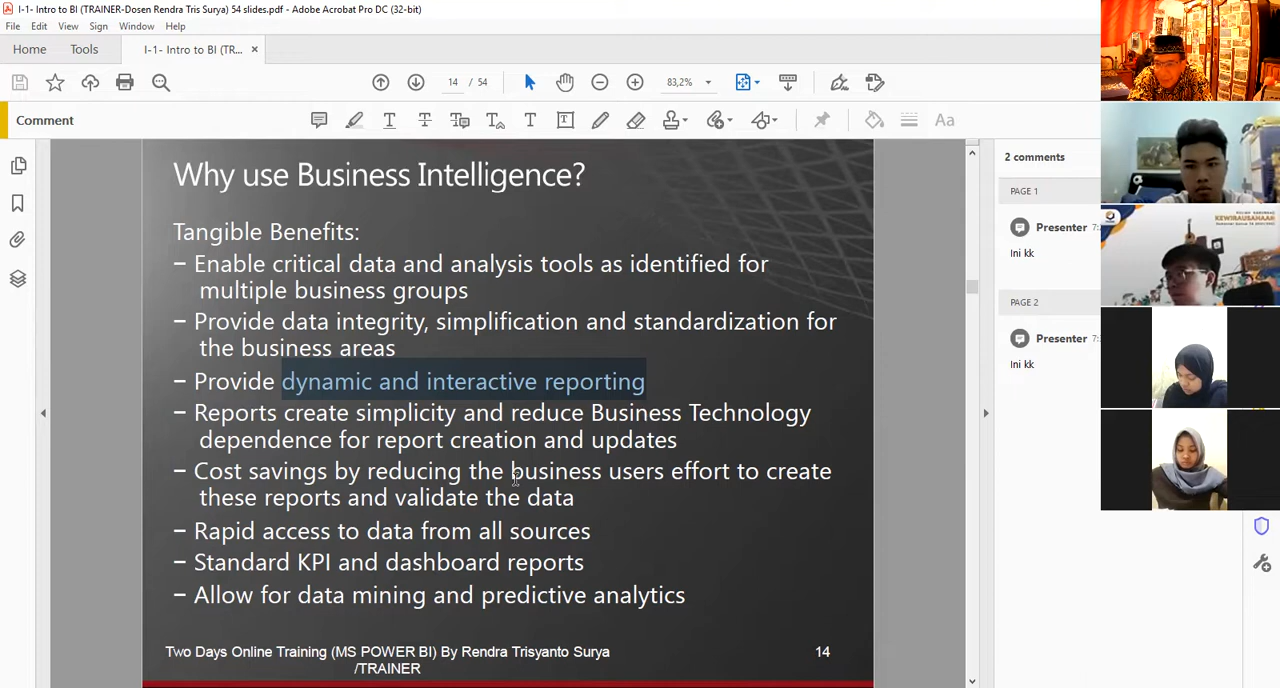 I-1- Intro to BI (TRAINER-Dosen Rendra Tris Surya) 54 slides.pdf - Adobe Acrobat Pro DC (32-bit)
File Edit View Sign Window Help
Home Tools I-1- Intro to BI (TR... ×
14 / 54 83,2%
Comment
Aa
Why use Business Intelligence?
Tangible Benefits:
– Enable critical data and analysis tools as identified for
multiple business groups
– Provide data integrity, simplification and standardization for
the business areas
– Provide dynamic and interactive reporting
– Reports create simplicity and reduce Business Technology
dependence for report creation and updates
– Cost savings by reducing the business users effort to create
these reports and validate the data
– Rapid access to data from all sources
– Standard KPI and dashboard reports
– Allow for data mining and predictive analytics
Two Days Online Training (MS POWER BI) By Rendra Trisyanto Surya
/TRAINER
14
2 comments
PAGE 1
Presenter
Ini kk
PAGE 2
Presenter
Ini kk
KEWIRAUSAHAAN